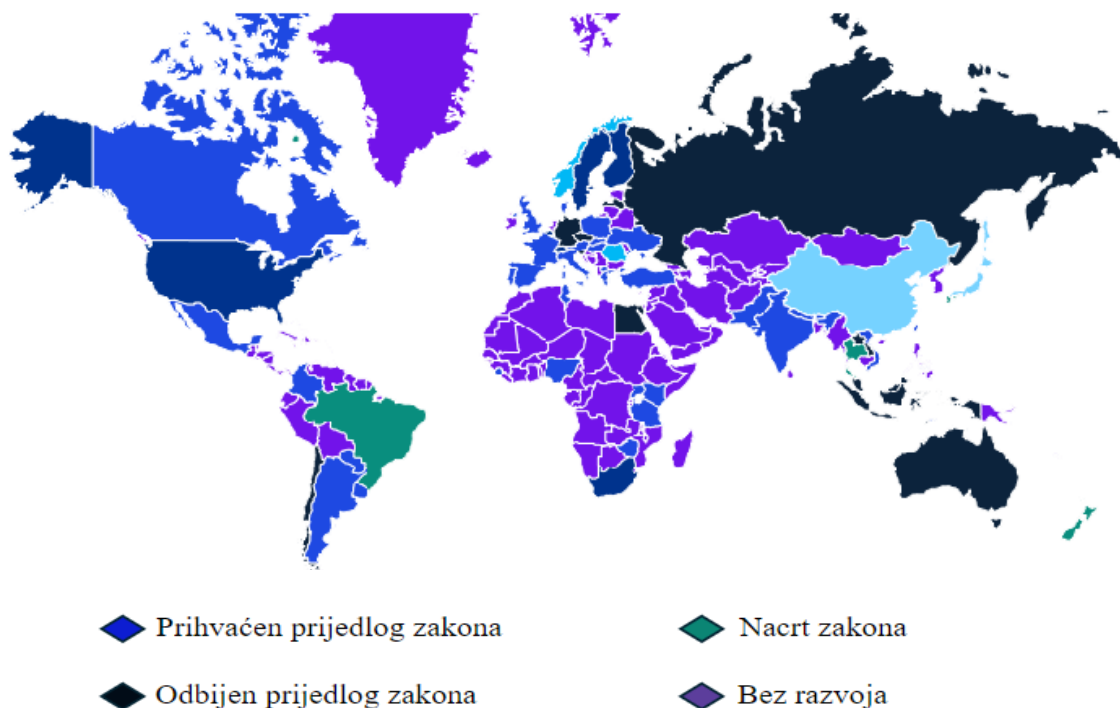 Prihvaćen prijedlog zakona
Nacrt zakona
Odbijen prijedlog zakona
Bez razvoja